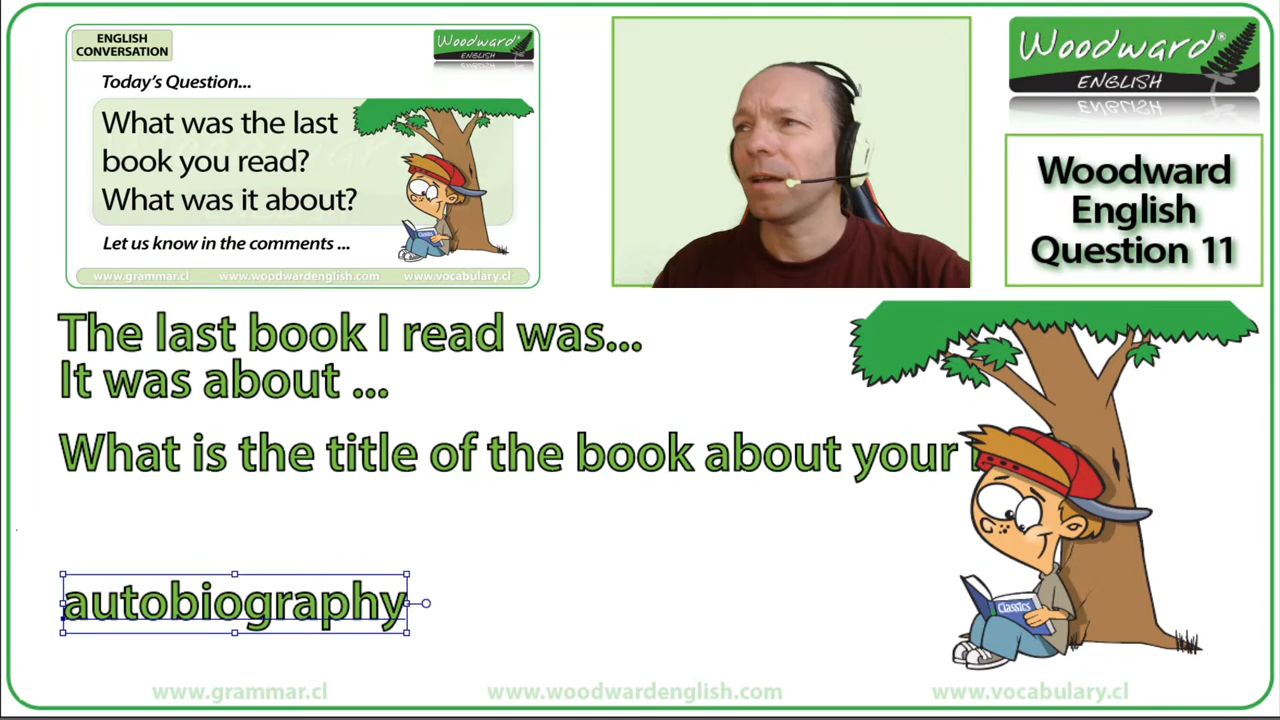 ENGLISH
CONVERSATION
Woodward®
ENGLISH
Today's Question...
What was the last
book you read?
What was it about?
Classics
Let us know in the comments ...
www.grammar.cl www.woodwardenglish.com www.vocabulary.cl
Woodward®
ENGLISH
Woodward
English
Question 11
The last book I read was...
It was about ...
What is the title of the book about your
Classics
autobiography
www.grammar.cl www.woodwardenglish.com www.vocabulary.cl